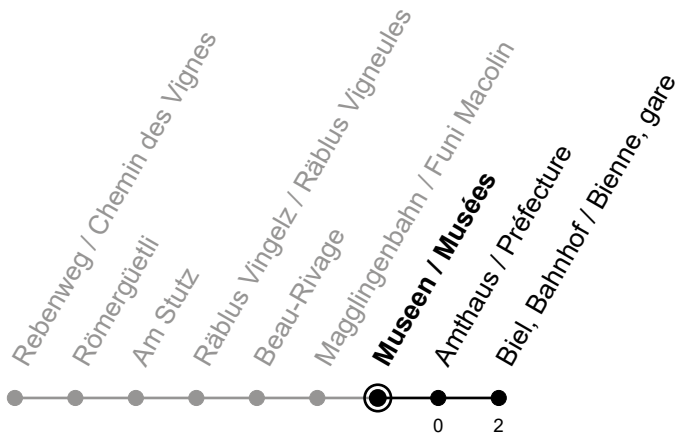 Rebenweg / Chemin des Vignes
Römergüetli
Am Stutz
Räblus Vingelz / Räblus Vigneules
Beau-Rivage
Magglingenbahn / Funi Macolin
Museen / Musées
Amthaus / Préfecture
Biel, Bahnhof / Bienne, gare
0 2